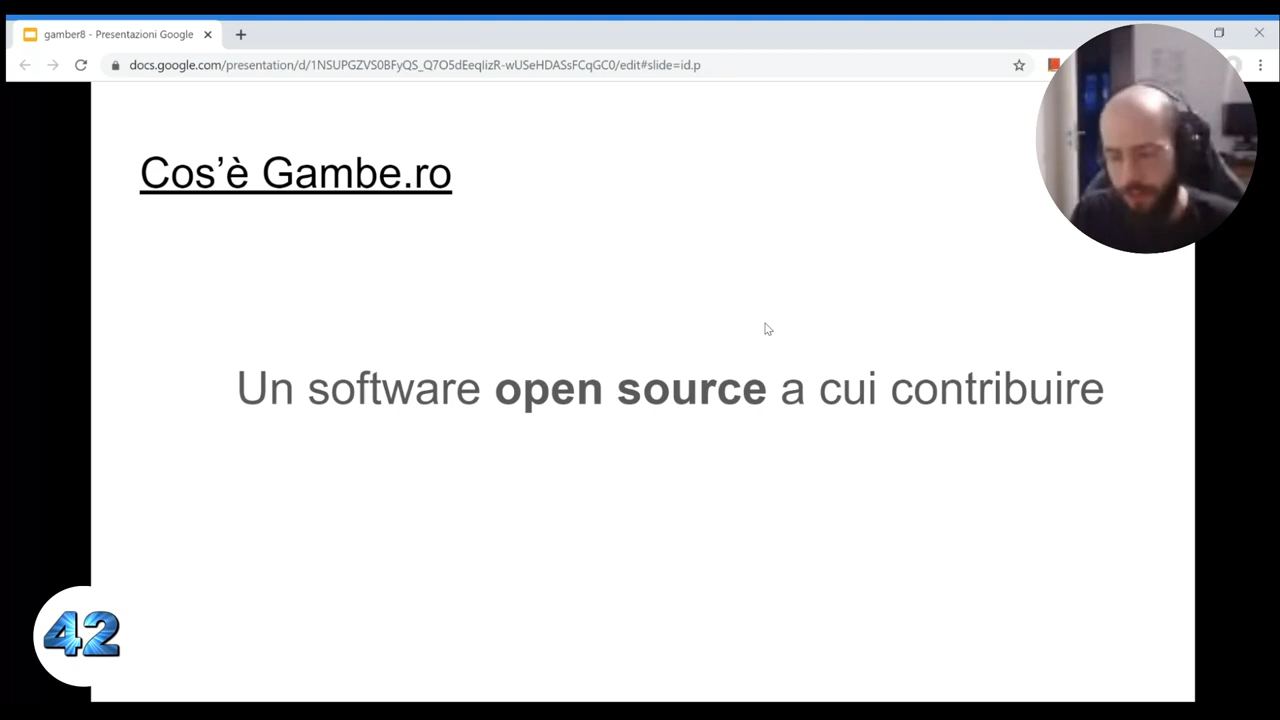 gamber8 - Presentazioni Google
docs.google.com/presentation/d/1NSUPGZVS0BFyQS_Q7O5dEeqIizR-wUSeHDASsFCqGC0/edit#slide=id.p
Cos’è Gambe.ro
Un software open source a cui contribuire
42